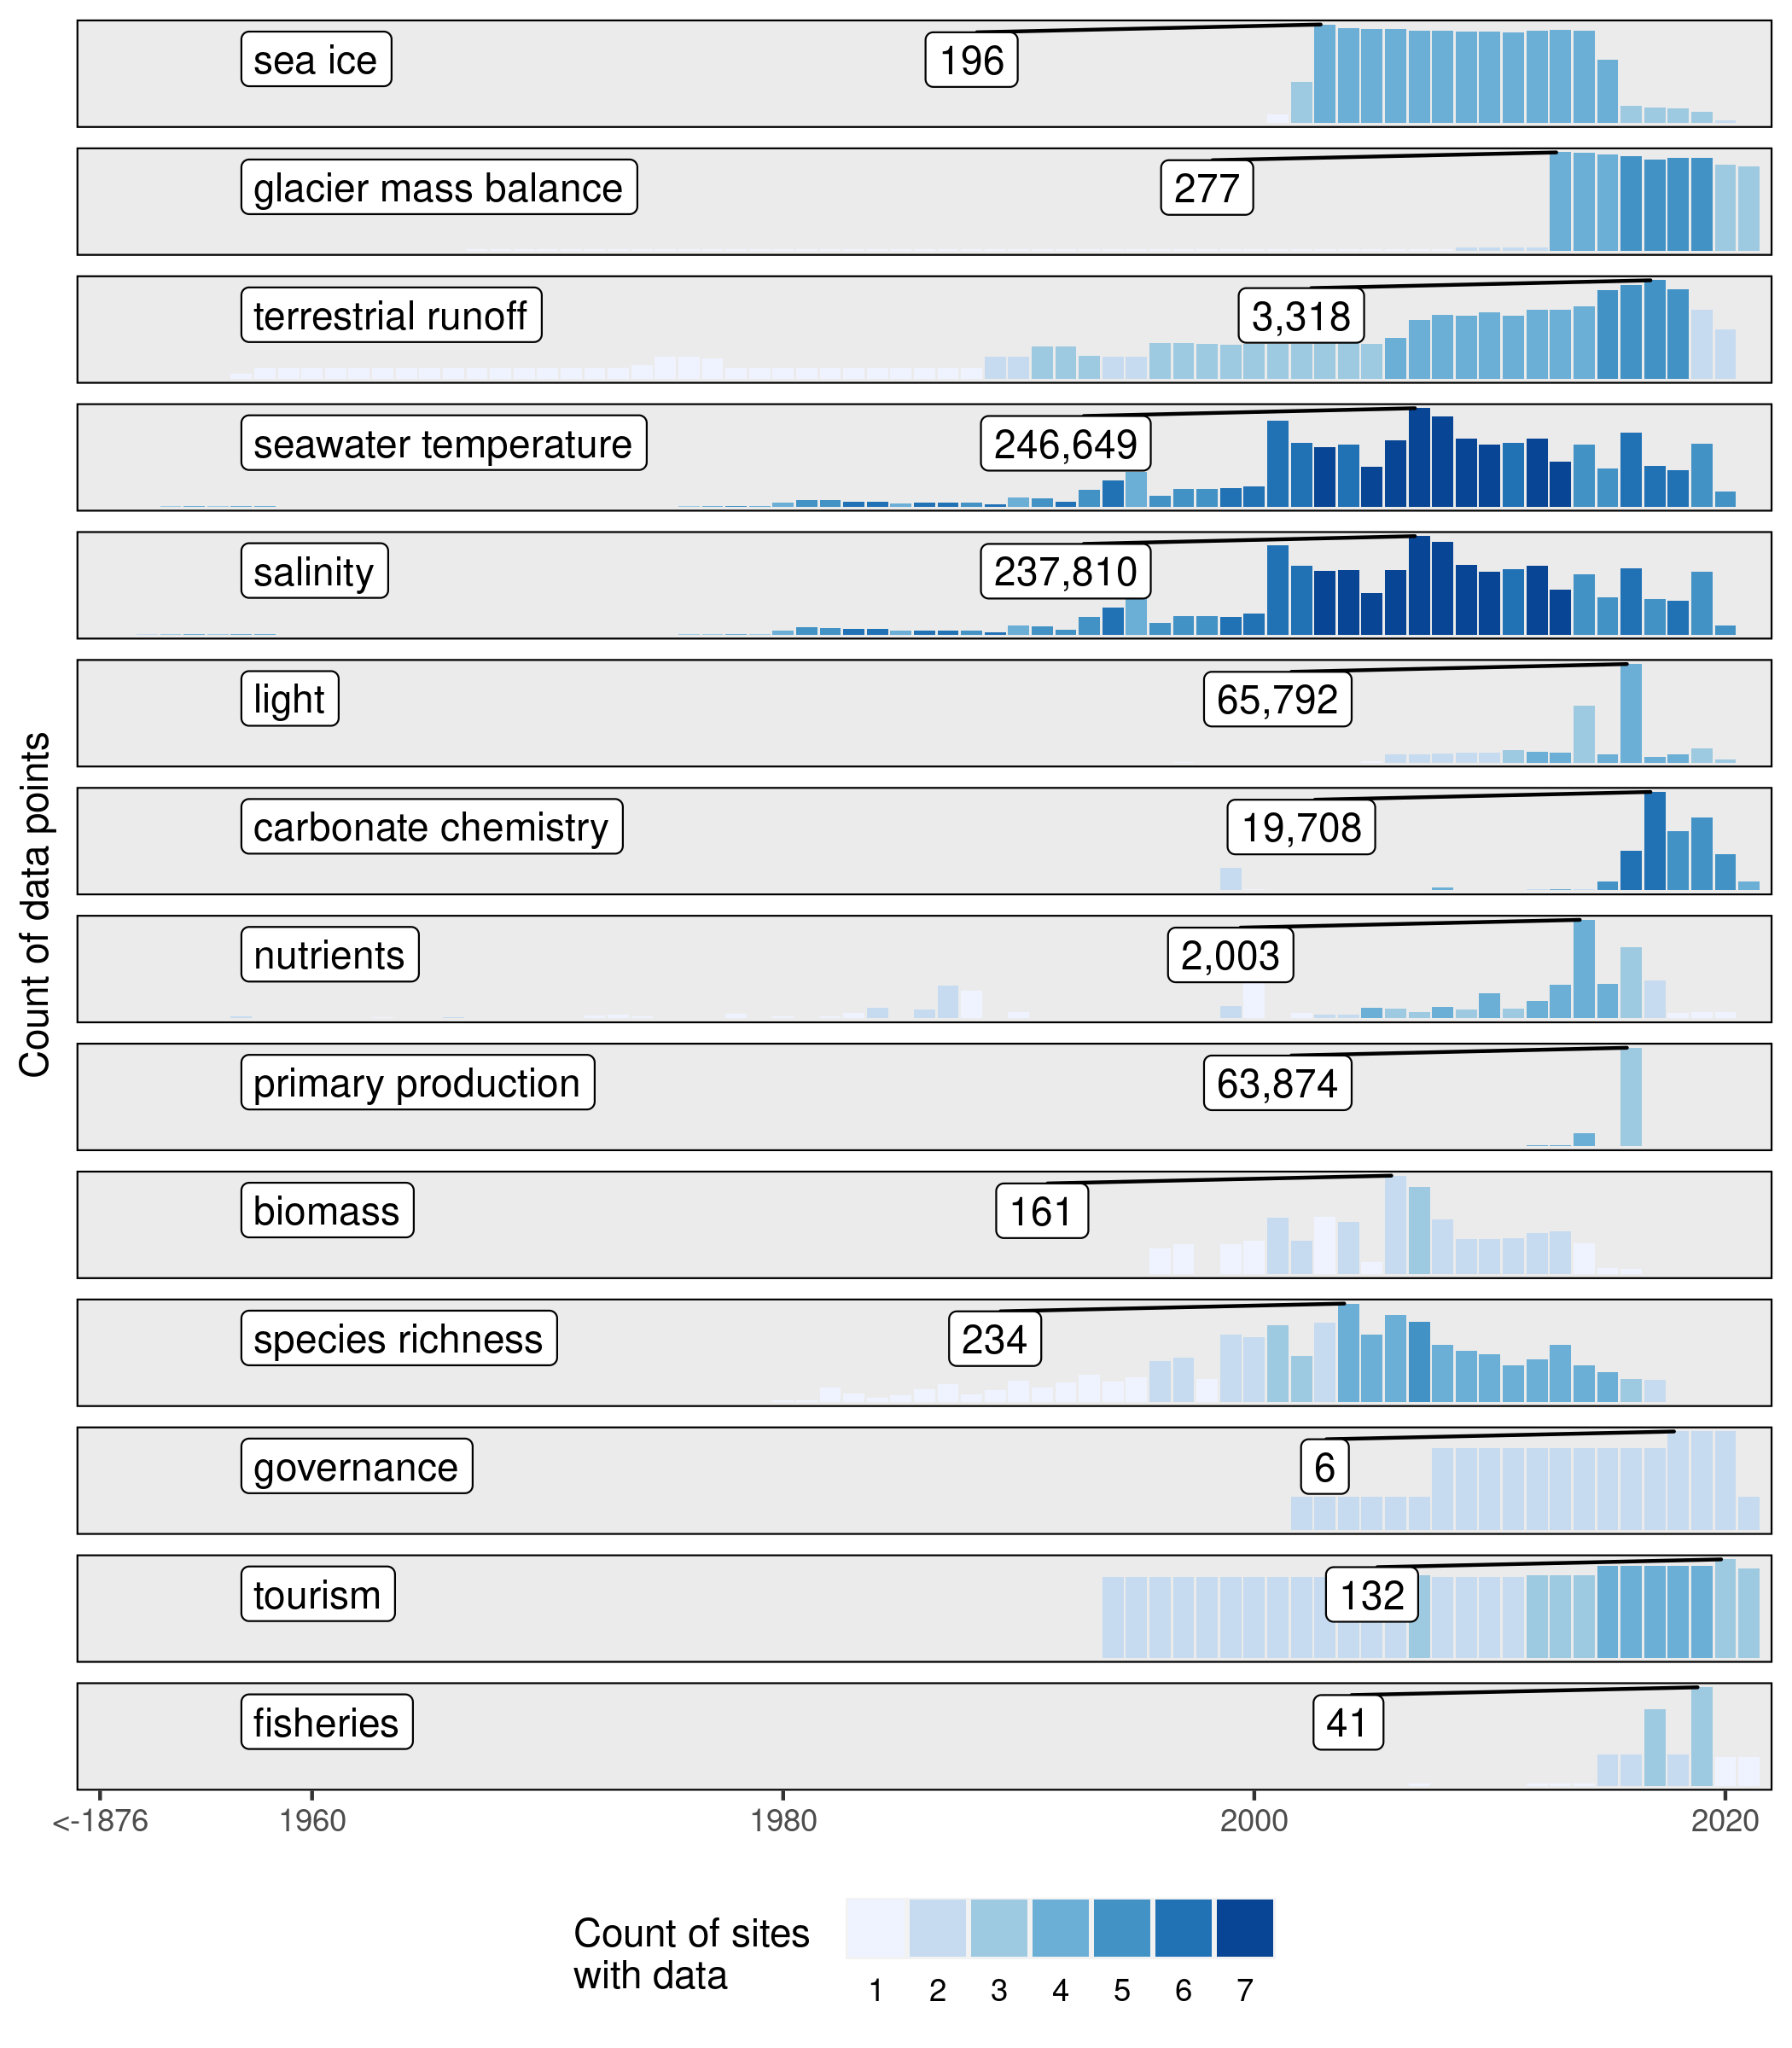 sea ice
196
glacier mass balance
277
terrestrial runoff
3,318
seawater temperature
246,649
salinity
237,810
light
65,792
carbonate chemistry
19,708
nutrients
2,003
primary production
63,874
biomass
161
species richness
234
governance
6
tourism
132
fisheries
41
Count of data points
<-1876 1960 1980 2000 2020
Count of sites
with data
1 2 3 4 5 6 7